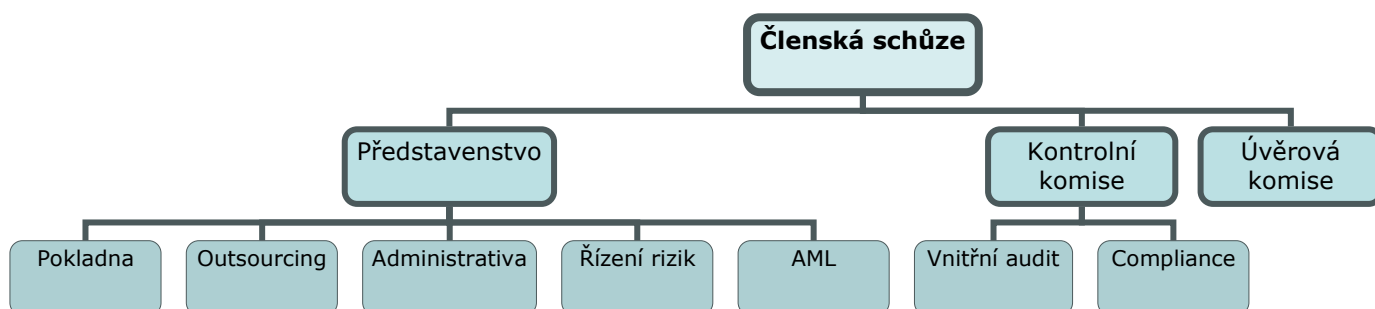 Členská schůze
Představenstvo
Kontrolní
komise
Úvěrová
komise
Pokladna
Outsourcing
Administrativa
Řízení rizik
AML
Vnitřní audit
Compliance